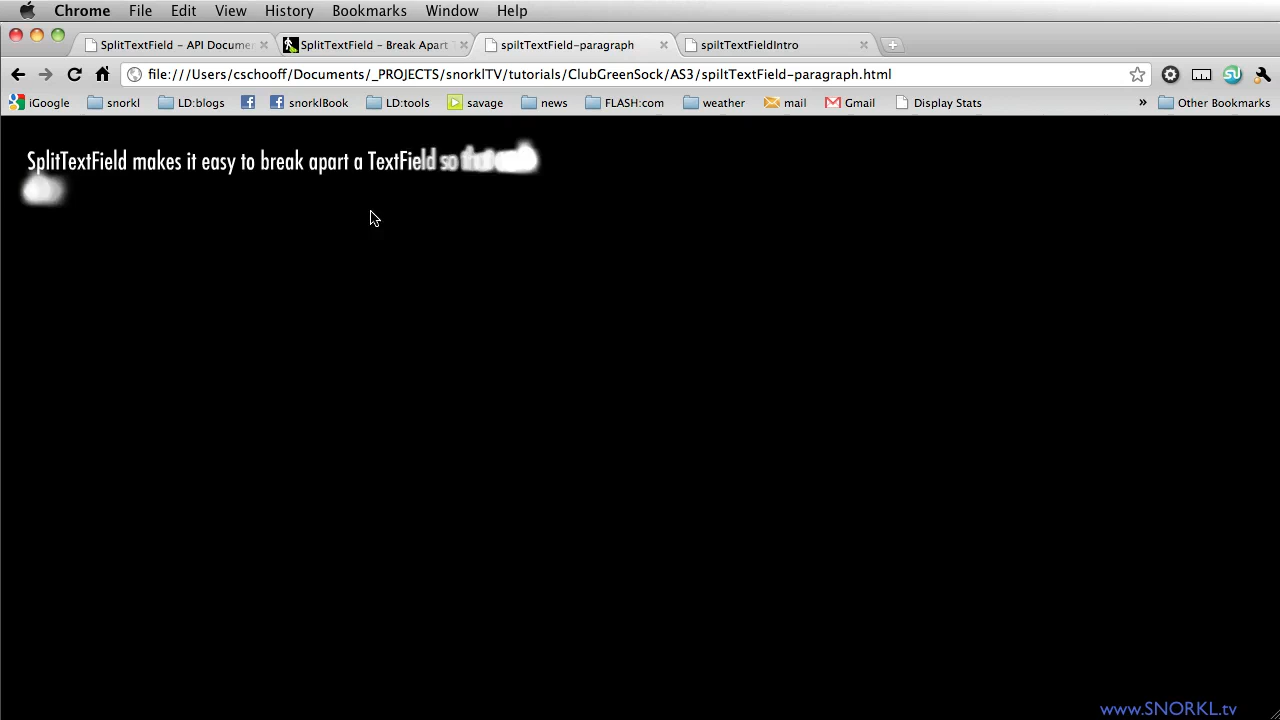 Chrome File Edit View History Bookmarks Window Help
SplitTextField – API Docume
SplitTextField – Break Apart
spiltTextField-paragraph
spiltTextFieldIntro
file:///Users/cschooff/Documents/_PROJECTS/snorklTV/tutorials/ClubGreenSock/AS3/spiltTextField-paragraph.html
iGoogle snorkl LD:blogs snorklBook LD:tools savage news FLASH:com weather mail Gmail Display Stats » Other Bookmarks
SplitTextField makes it easy to break apart a TextField so that
www.SNORKL.tv